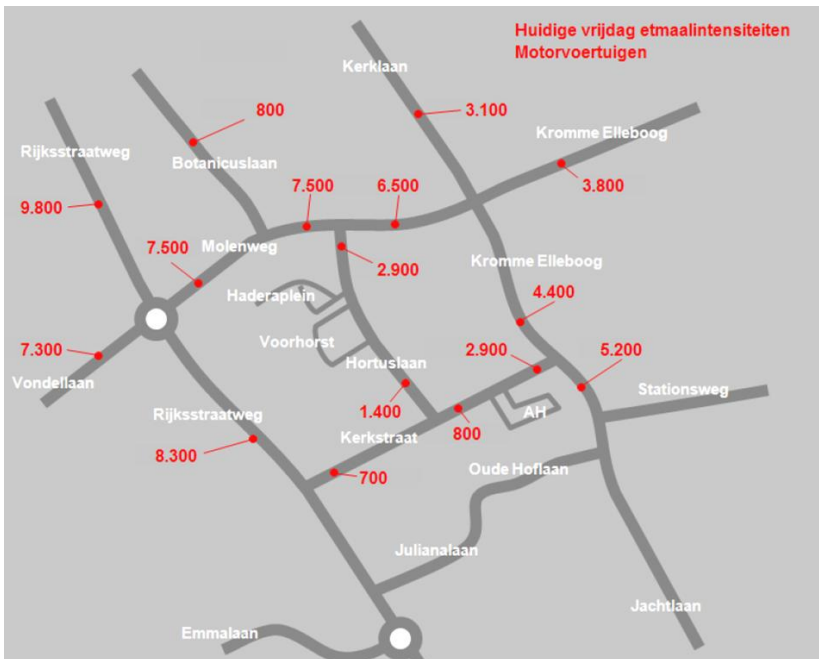 Huidige vrijdag etmaalintensiteiten
Motorvoertuigen
Kerklaan
800
3.100
Kromme Elleboog
Rijksstraatweg
Botanicuslaan
7.500
6.500
3.800
9.800
Molenweg
7.500
2.900
Kromme Elleboog
Haderaplein
4.400
Voorhorst
7.300
2.900
5.200
Hortuslaan
Vondellaan
Stationsweg
Rijksstraatweg
1.400
AH
800
Kerkstraat
8.300
Oude Hoflaan
700
Julianalaan
Jachtlaan
Emmalaan